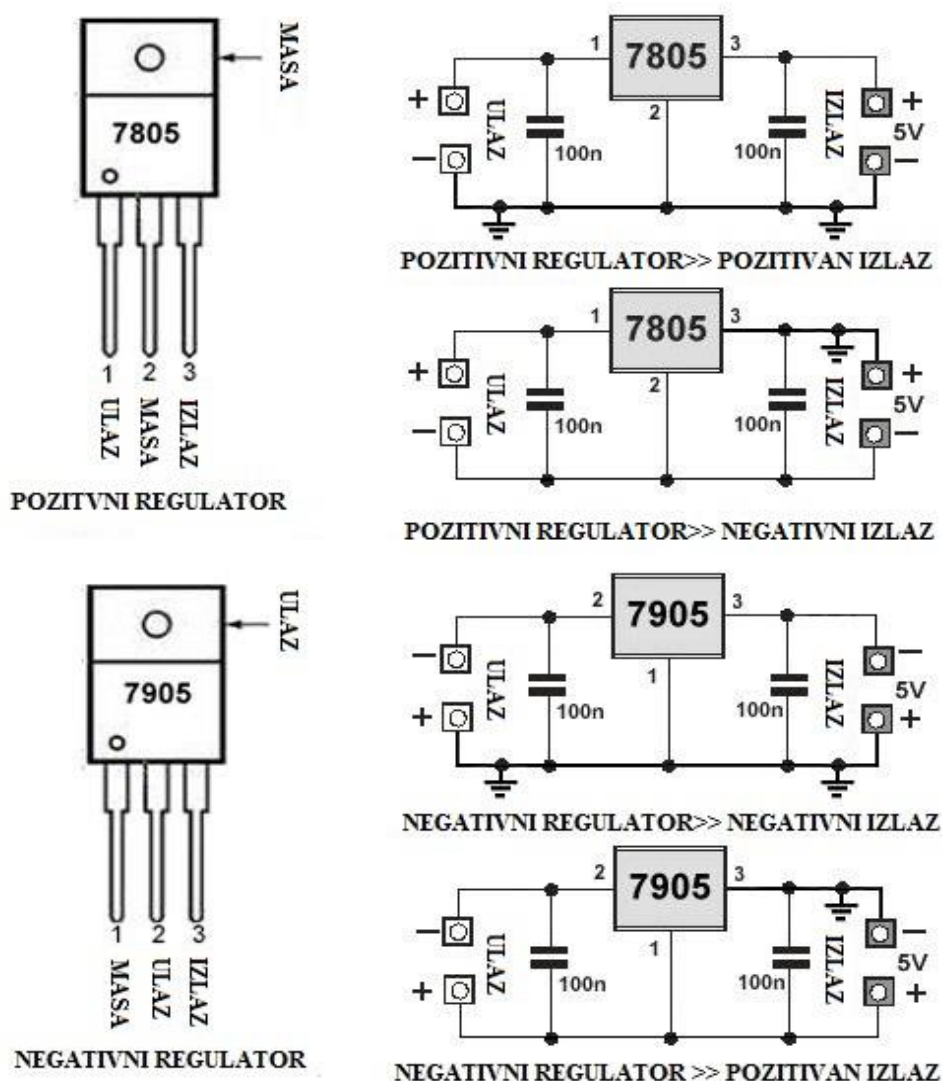 MASA
7805
1 2 3
ULAZ MASA IZLAZ
POZITVNI REGULATOR
1 7805 3
+ ULAZ IZLAZ +
2
5V
− 100n 100n −
POZITIVNI REGULATOR>> POZITIVAN IZLAZ
1 7805 3
+ ULAZ IZLAZ +
2
5V
− 100n 100n −
POZITIVNI REGULATOR>> NEGATIVNI IZLAZ
ULAZ
7905
1 2 3
MASA ULAZ IZLAZ
NEGATIVNI REGULATOR
2 7905 3
− ULAZ IZLAZ −
1
5V
+ 100n 100n +
NEGATIVNI REGULATOR>> NEGATIVNI IZLAZ
2 7905 3
− ULAZ IZLAZ −
1
5V
+ 100n 100n +
NEGATIVNI REGULATOR >> POZITIVAN IZLAZ